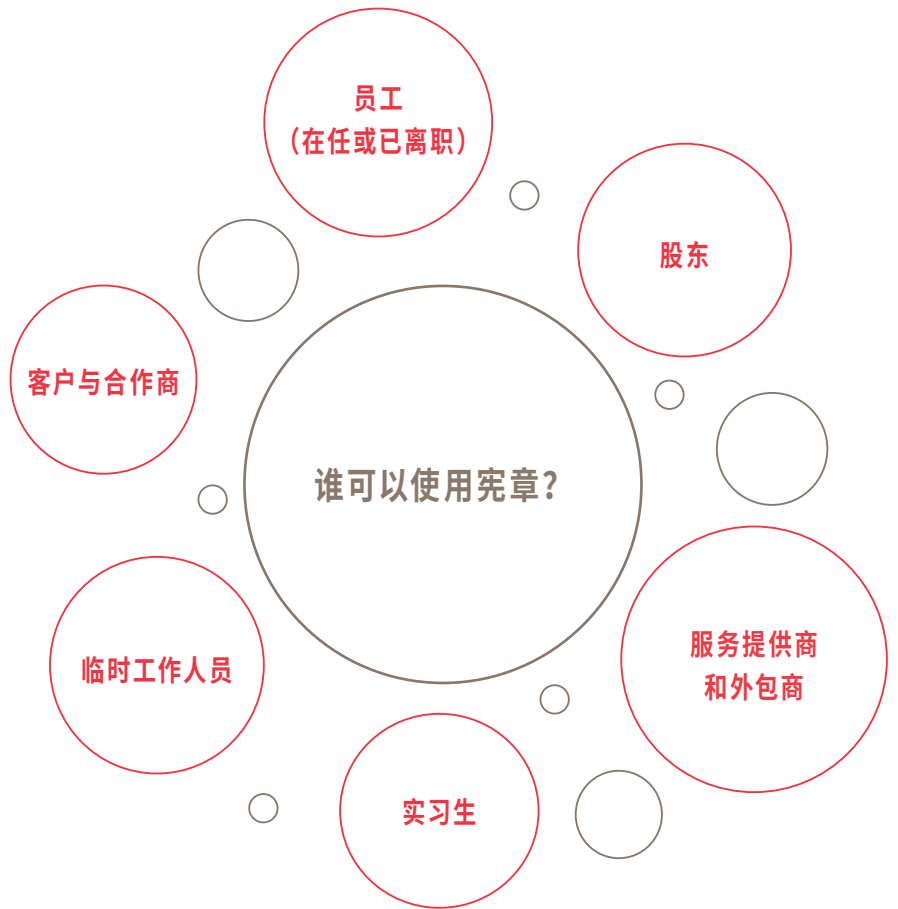 员工
（在任或已离职）
股东
客户与合作商
谁可以使用宪章？
服务提供商
和外包商
临时工作人员
实习生